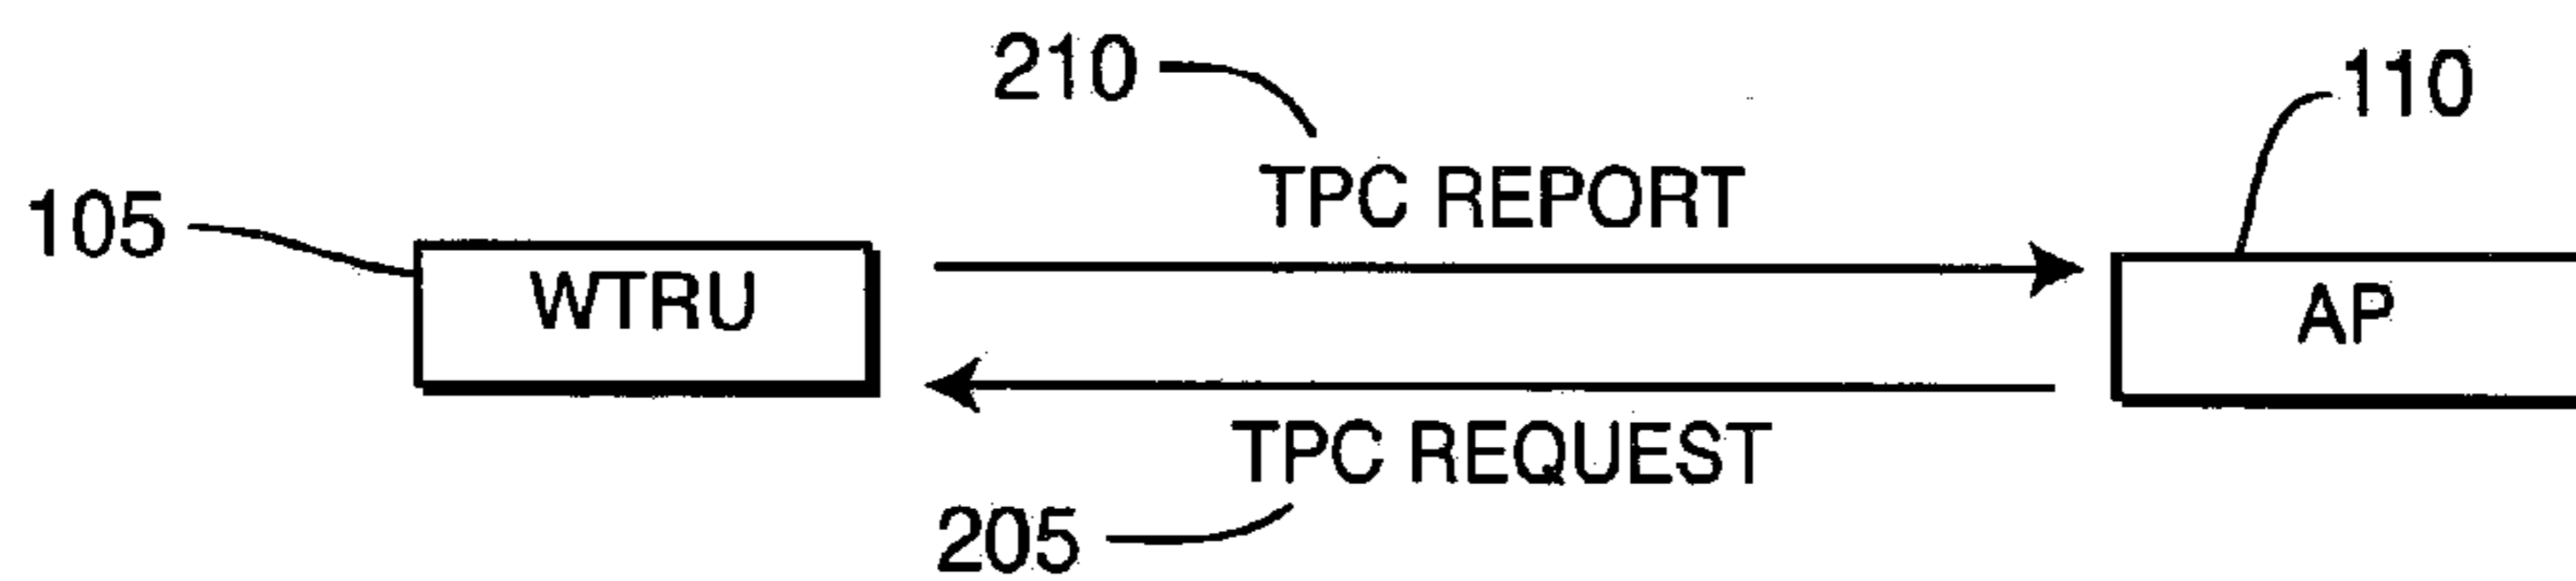 210
110
TPC REPORT
105
WTRU
AP
TPC REQUEST
205